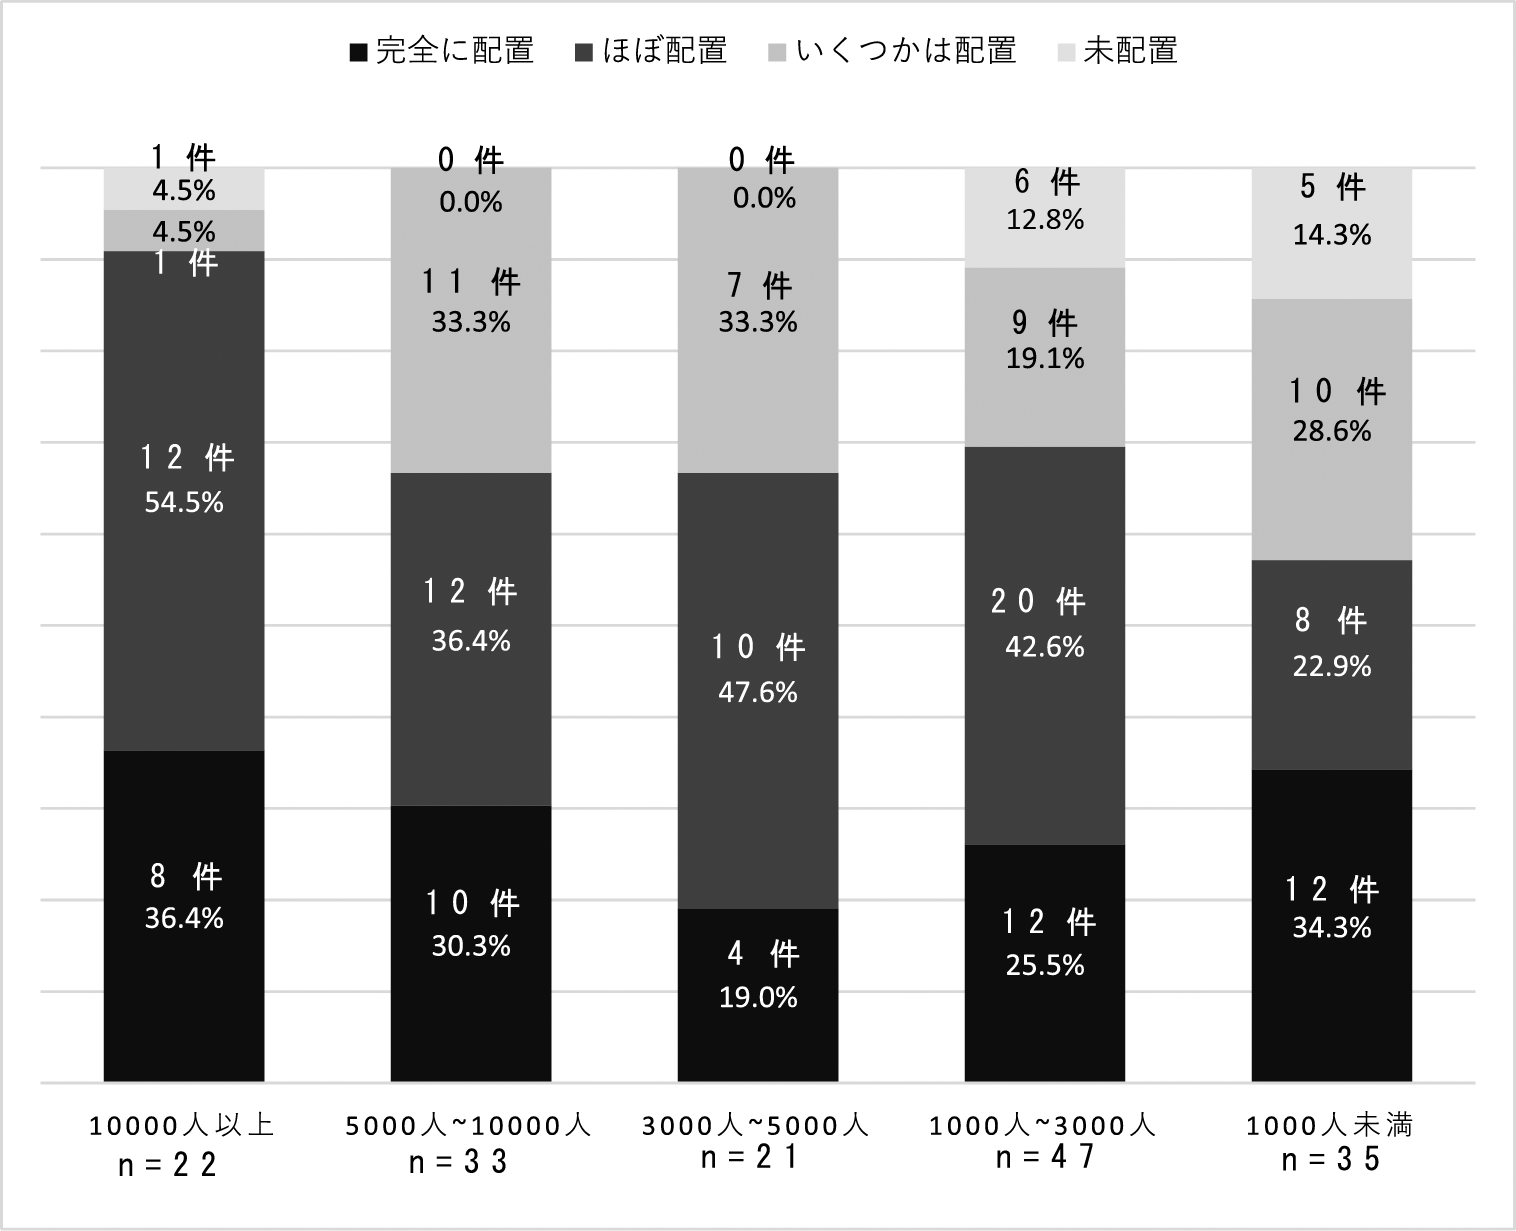 ■完全に配置 ■ほぼ配置 ■いくつかは配置 ■未配置
1 件
4.5%
4.5%
1 件
12 件
54.5%
8 件
36.4%
0 件
0.0%
11 件
33.3%
12 件
36.4%
10 件
30.3%
0 件
0.0%
7 件
33.3%
10 件
47.6%
4 件
19.0%
6 件
12.8%
9 件
19.1%
20 件
42.6%
12 件
25.5%
5 件
14.3%
10 件
28.6%
8 件
22.9%
12 件
34.3%
10000人以上
n=22
5000人~10000人
n=33
3000人~5000人
n=21
1000人~3000人
n=47
1000人未満
n=35